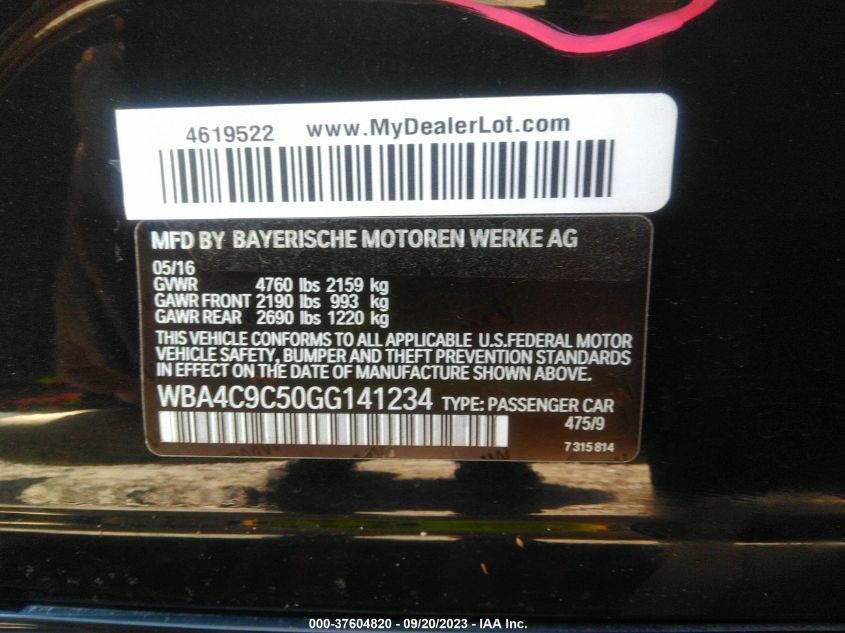 4619522 www.MyDealerLot.com
MFD BY BAYERISCHE MOTOREN WERKE AG
05/16
GVWR 4760 lbs 2159 kg
GAWR FRONT 2190 lbs 993 kg
GAWR REAR 2690 lbs 1220 kg
THIS VEHICLE CONFORMS TO ALL APPLICABLE U.S.FEDERAL MOTOR
VEHICLE SAFETY, BUMPER AND THEFT PREVENTION STANDARDS
IN EFFECT ON THE DATE OF MANUFACTURE SHOWN ABOVE.
WBA4C9C50GG141234 TYPE: PASSENGER CAR
475/9
7 315 814
000-37604820 - 09/20/2023 - IAA Inc.